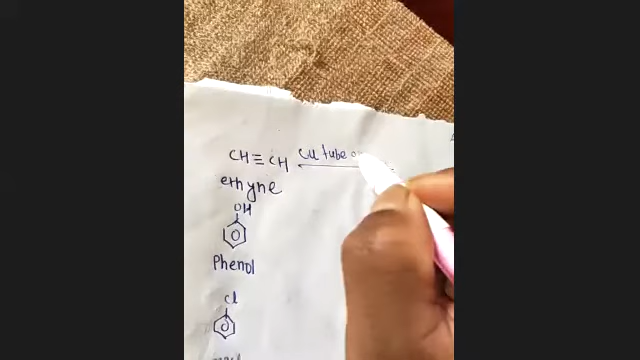 CH≡CH Cu tube
ethyne
OH
Phenol
Cl